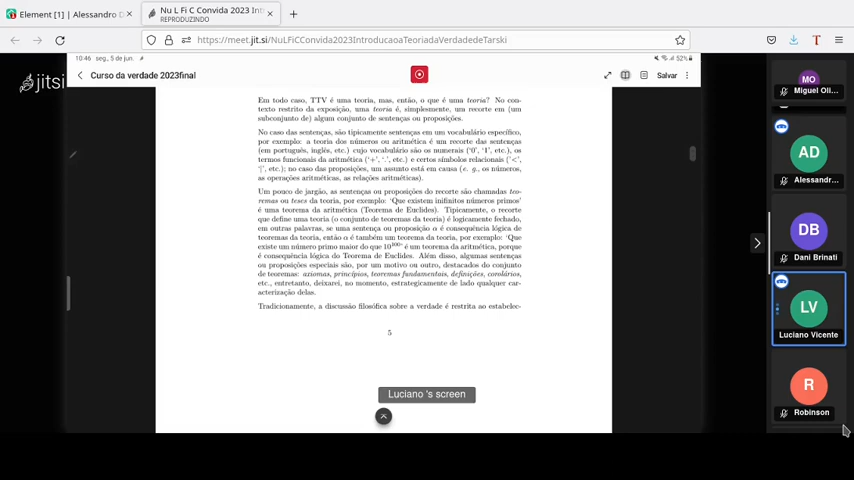 Element [1] | Alessandro D
Nu L Fi C Convida 2023 Int
REPRODUZINDO
https://meet.jit.si/NuLFiCConvida2023IntroducaoaTeoriadaVerdadedeTarski
jitsi
10:46 seg., 5 de jun.
52%
Curso da verdade 2023final
Salvar
Em todo caso, TTV é uma teoria, mas, então, o que é uma teoria? No con-
texto restrito da exposição, uma teoria é, simplesmente, um recorte em (um
subconjunto de) algum conjunto de sentenças ou proposições.
No caso das sentenças, são tipicamente sentenças em um vocabulário específico,
por exemplo: a teoria dos números ou aritmética é um recorte das sentenças
(em português, inglês, etc.) cujo vocabulário são os numerais ('0', '1', etc.), os
termos funcionais da aritmética ('+', '.', etc.) e certos símbolos relacionais ('<',
'|', etc.); no caso das proposições, um assunto está em causa (e. g., os números,
as operações aritméticas, as relações aritméticas).
Um pouco de jargão, as sentenças ou proposições do recorte são chamadas teo-
remas ou teses da teoria, por exemplo: 'Que existem inifinitos números primos'
é uma teorema da aritmética (Teorema de Euclides). Tipicamente, o recorte
que define uma teoria (o conjunto de teoremas da teoria) é logicamente fechado,
em outras palavras, se uma sentença ou proposição α é consequência lógica de
teoremas da teoria, então α é também um teorema da teoria, por exemplo: 'Que
existe um número primo maior do que 10¹⁰⁰' é um teorema da aritmética, porque
é consequência lógica do Teorema de Euclides. Além disso, algumas sentenças
ou proposições especiais são, por um motivo ou outro, destacados do conjunto
de teoremas: axiomas, princípios, teoremas fundamentais, definições, corolários,
etc., entretanto, deixarei, no momento, estrategicamente de lado qualquer car-
acterização delas.
Tradicionamente, a discussão filosófica sobre a verdade é restrita ao estabelec-
5
Luciano 's screen
MO
Miguel Oli...
AD
Alessandr...
DB
Dani Brinati
LV
Luciano Vicente
R
Robinson